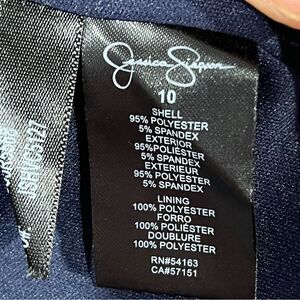 Jessica Simpson
10
SHELL
95% POLYESTER
5% SPANDEX
EXTERIOR
95%POLIÉSTER
5% SPANDEX
EXTERIEUR
95% POLYESTER
5% SPANDEX
LINING
100% POLYESTER
FORRO
100% POLIÉSTER
DOUBLURE
100% POLYESTER
RN#54163
CA#57151